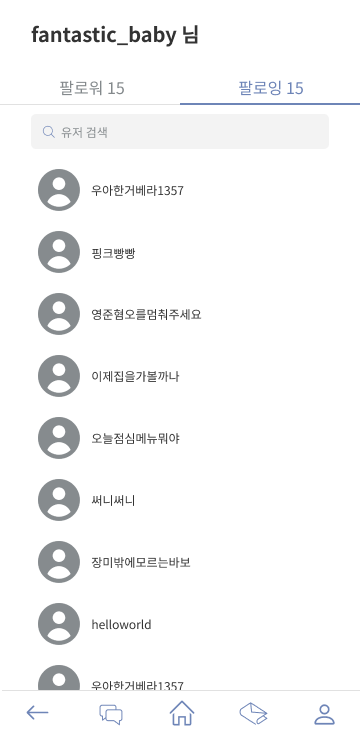 fantastic_baby 님
팔로워 15
팔로잉 15
유저 검색
우아한거베라1357
핑크빵빵
영준혐오를멈춰주세요
이제집을가볼까나
오늘점심메뉴뭐야
써니써니
장미밖에모르는바보
helloworld
우아한거베라1357